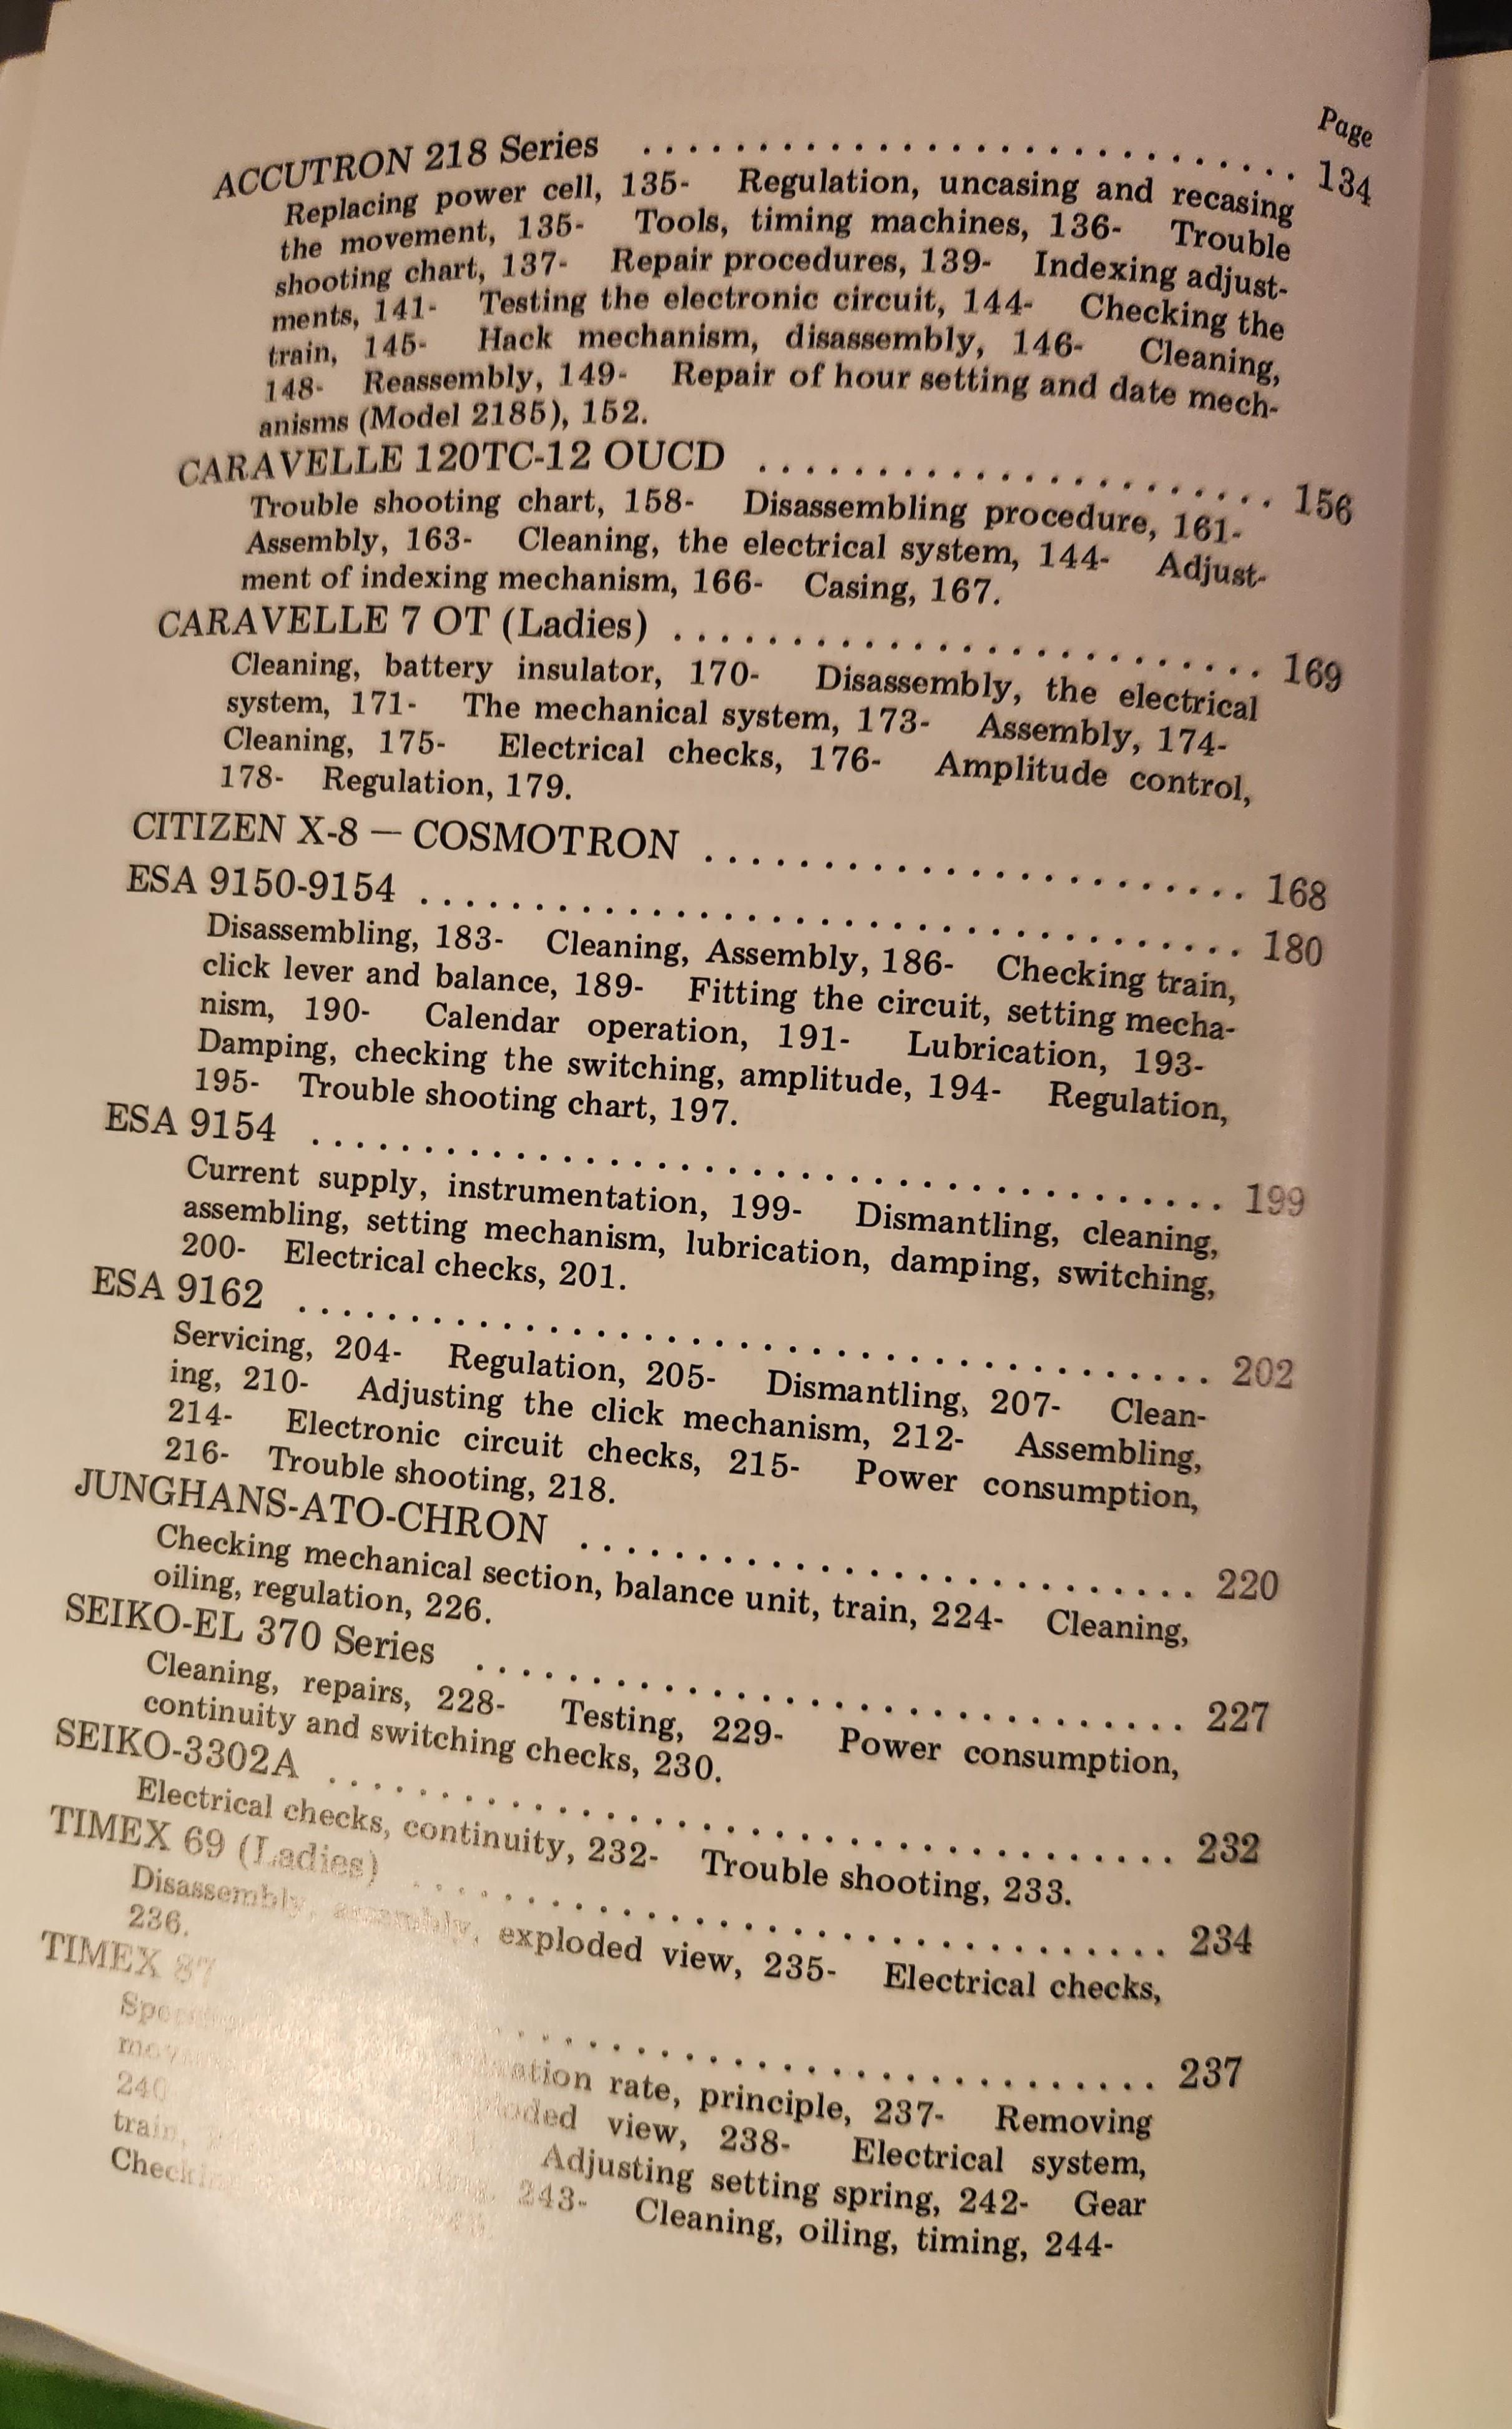 Page
ACCUTRON 218 Series . . . . . . . . . . . . . . . . . . . . . . . . . . . . . 134
Replacing power cell, 135- Regulation, uncasing and recasing
the movement, 135- Tools, timing machines, 136- Trouble
shooting chart, 137- Repair procedures, 139- Indexing adjust-
ments, 141- Testing the electronic circuit, 144- Checking the
train, 145- Hack mechanism, disassembly, 146- Cleaning,
148- Reassembly, 149- Repair of hour setting and date mech-
anisms (Model 2185), 152.
CARAVELLE 120TC-12 OUCD . . . . . . . . . . . . . . . . . . . . . . 156
Trouble shooting chart, 158- Disassembling procedure, 161-
Assembly, 163- Cleaning, the electrical system, 144- Adjust-
ment of indexing mechanism, 166- Casing, 167.
CARAVELLE 7 OT (Ladies) . . . . . . . . . . . . . . . . . . . . . . . . . 169
Cleaning, battery insulator, 170- Disassembly, the electrical
system, 171- The mechanical system, 173- Assembly, 174-
Cleaning, 175- Electrical checks, 176- Amplitude control,
178- Regulation, 179.
CITIZEN X-8 — COSMOTRON . . . . . . . . . . . . . . . . . . . . . . . 168
ESA 9150-9154 . . . . . . . . . . . . . . . . . . . . . . . . . . . . . . . . . . . 180
Disassembling, 183- Cleaning, Assembly, 186- Checking train,
click lever and balance, 189- Fitting the circuit, setting mecha-
nism, 190- Calendar operation, 191- Lubrication, 193-
Damping, checking the switching, amplitude, 194- Regulation,
195- Trouble shooting chart, 197.
ESA 9154 . . . . . . . . . . . . . . . . . . . . . . . . . . . . . . . . . . . . . . . 199
Current supply, instrumentation, 199- Dismantling, cleaning,
assembling, setting mechanism, lubrication, damping, switching,
200- Electrical checks, 201.
ESA 9162 . . . . . . . . . . . . . . . . . . . . . . . . . . . . . . . . . . . . . . . 202
Servicing, 204- Regulation, 205- Dismantling, 207- Clean-
ing, 210- Adjusting the click mechanism, 212- Assembling,
214- Electronic circuit checks, 215- Power consumption,
216- Trouble shooting, 218.
JUNGHANS-ATO-CHRON . . . . . . . . . . . . . . . . . . . . . . . . . . 220
Checking mechanical section, balance unit, train, 224- Cleaning,
oiling, regulation, 226.
SEIKO-EL 370 Series . . . . . . . . . . . . . . . . . . . . . . . . . . . . . . . 227
Cleaning, repairs, 228- Testing, 229- Power consumption,
continuity and switching checks, 230.
SEIKO-3302A . . . . . . . . . . . . . . . . . . . . . . . . . . . . . . . . . . . . 232
Electrical checks, continuity, 232- Trouble shooting, 233.
TIMEX 69 (Ladies) . . . . . . . . . . . . . . . . . . . . . . . . . . . . . . . . 234
Disassembly, assembly, exploded view, 235- Electrical checks,
236.
TIMEX 87 . . . . . . . . . . . . . . . . . . . . . . . . . . . . 237
rate, principle, 237- Removing
view, 238- Electrical system,
240 Adjusting setting spring, 242- Gear
train, 243- Cleaning, oiling, timing, 244-